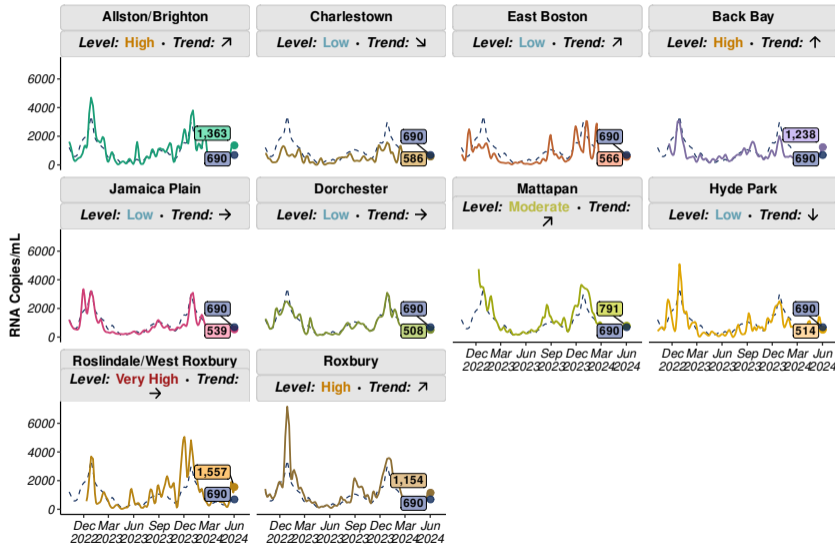 Allston/Brighton
Charlestown
East Boston
Back Bay
Level: High • Trend: ↗
Level: Low • Trend: ↘
Level: Low • Trend: ↗
Level: High • Trend: ↑
6000
4000
2000
0
1,363
690
690
586
690
566
1,238
690
Jamaica Plain
Dorchester
Mattapan
Hyde Park
Level: Low • Trend: →
Level: Low • Trend: →
Level: Moderate • Trend:
↗
Level: Low • Trend: ↓
RNA Copies/mL
6000
4000
2000
0
690
539
690
508
791
690
690
514
Dec Mar Jun Sep Dec Mar Jun
2022 2023 2023 2023 2023 2024 2024
Dec Mar Jun Sep Dec Mar Jun
2022 2023 2023 2023 2023 2024 2024
Roslindale/West Roxbury
Roxbury
Level: Very High • Trend:
→
Level: High • Trend: ↗
6000
4000
2000
0
1,557
690
1,154
690
Dec Mar Jun Sep Dec Mar Jun
2022 2023 2023 2023 2023 2024 2024
Dec Mar Jun Sep Dec Mar Jun
2022 2023 2023 2023 2023 2024 2024